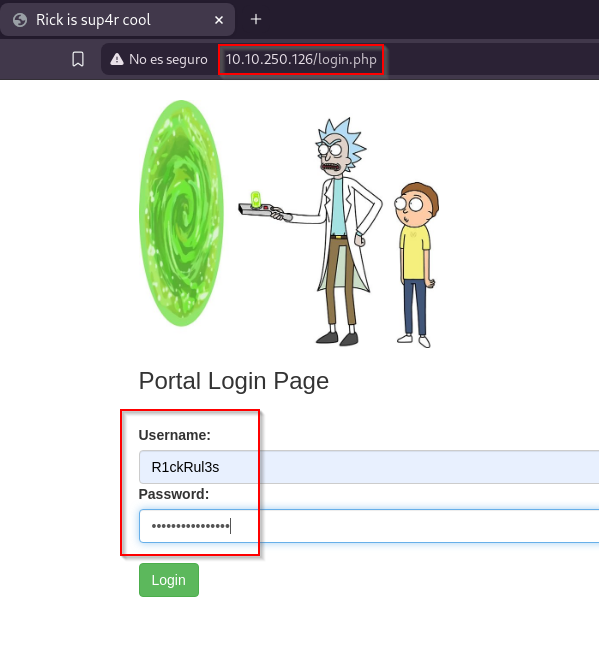 Rick is sup4r cool
No es seguro 10.10.250.126/login.php
Portal Login Page
Username:
R1ckRul3s
Password:
••••••••••••••••
Login